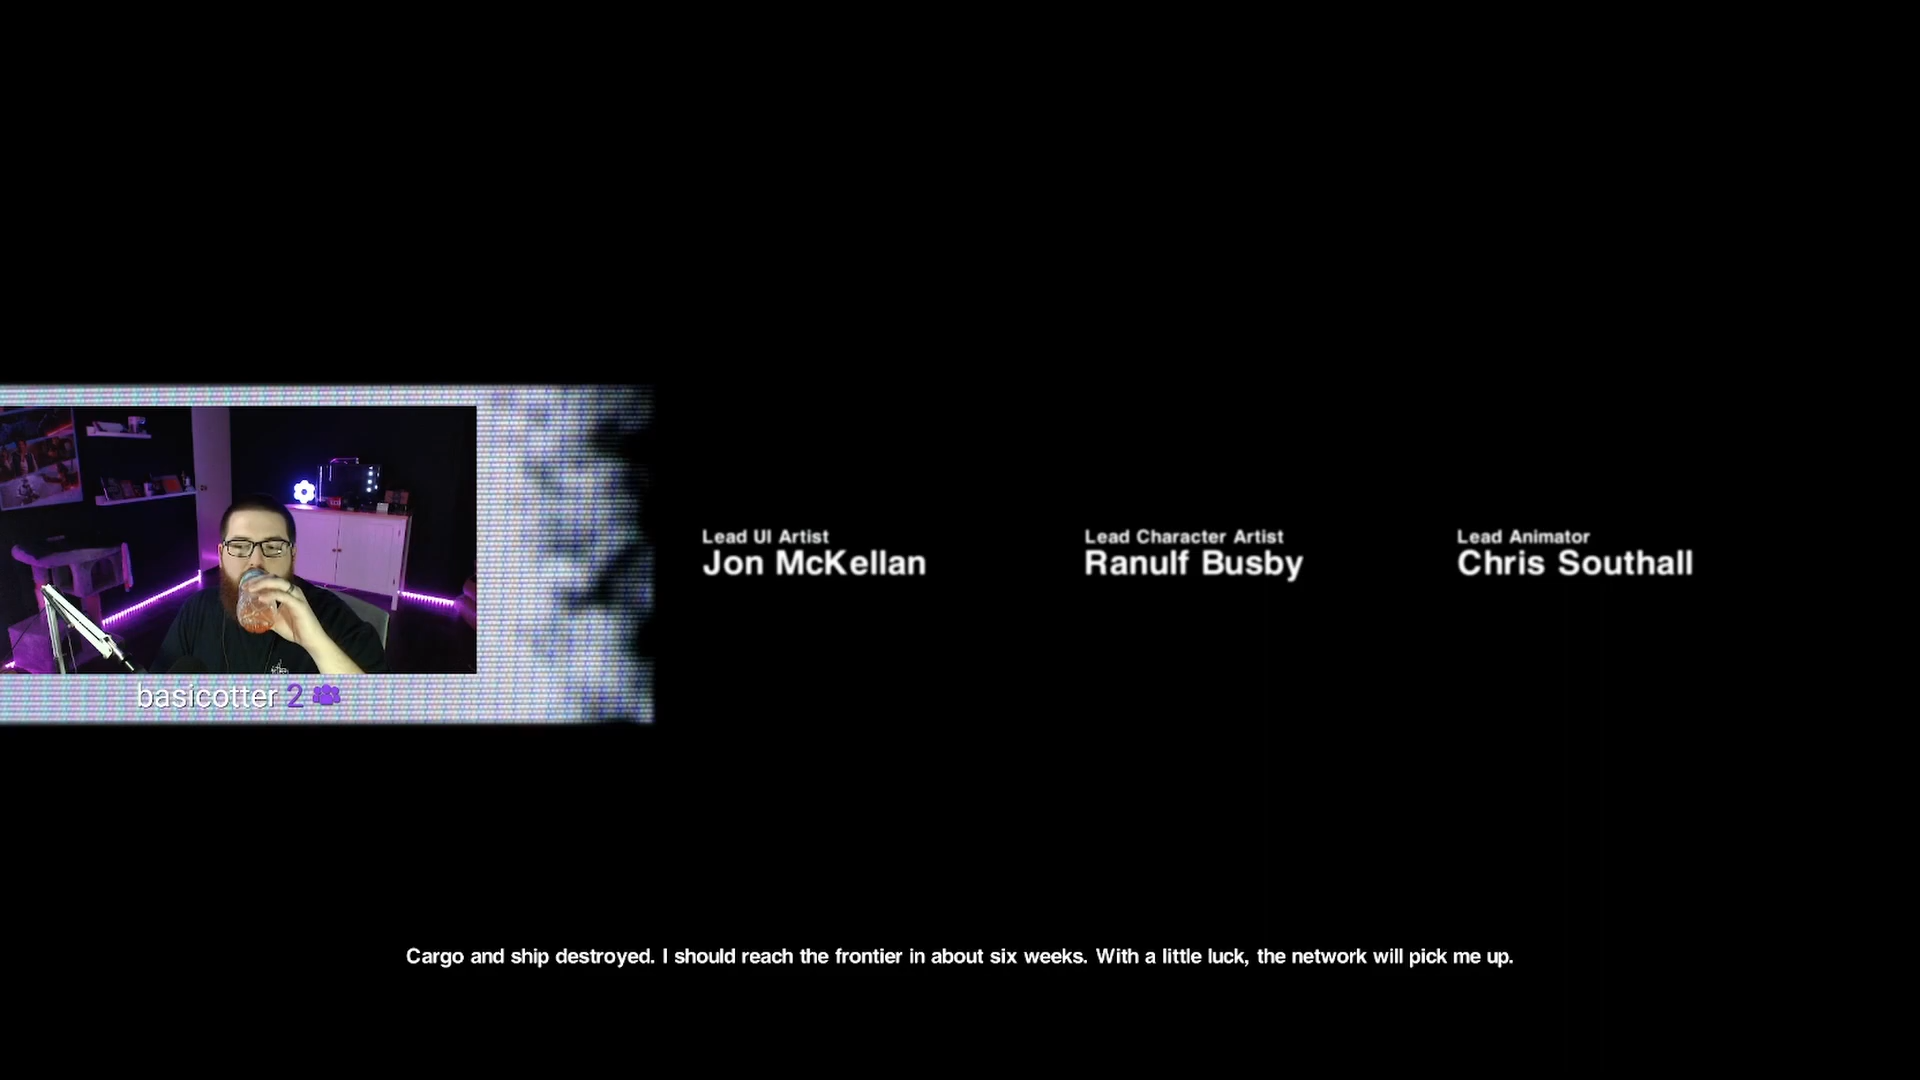 Lead UI Artist
Jon McKellan
Lead Character Artist
Ranulf Busby
Lead Animator
Chris Southall
basicotter 2
Cargo and ship destroyed. I should reach the frontier in about six weeks. With a little luck, the network will pick me up.